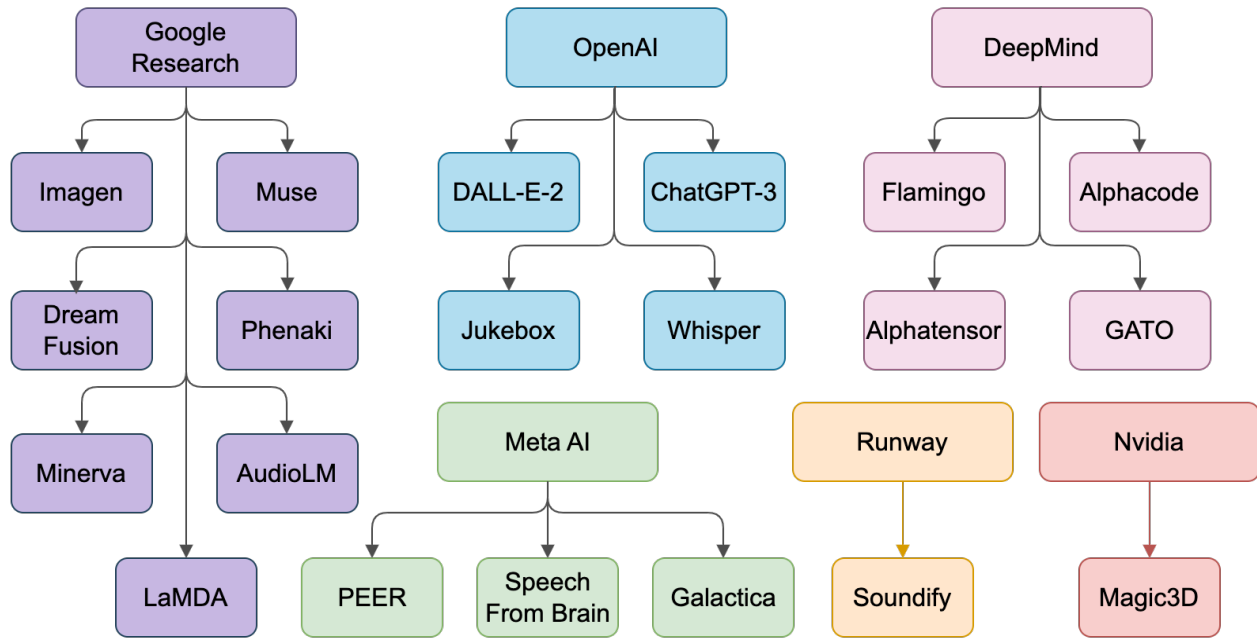 Google
Research
OpenAI
DeepMind
Imagen
Muse
DALL-E-2
ChatGPT-3
Flamingo
Alphacode
Dream
Fusion
Phenaki
Jukebox
Whisper
Alphatensor
GATO
Minerva
AudioLM
Meta AI
Runway
Nvidia
LaMDA
PEER
Speech
From Brain
Galactica
Soundify
Magic3D